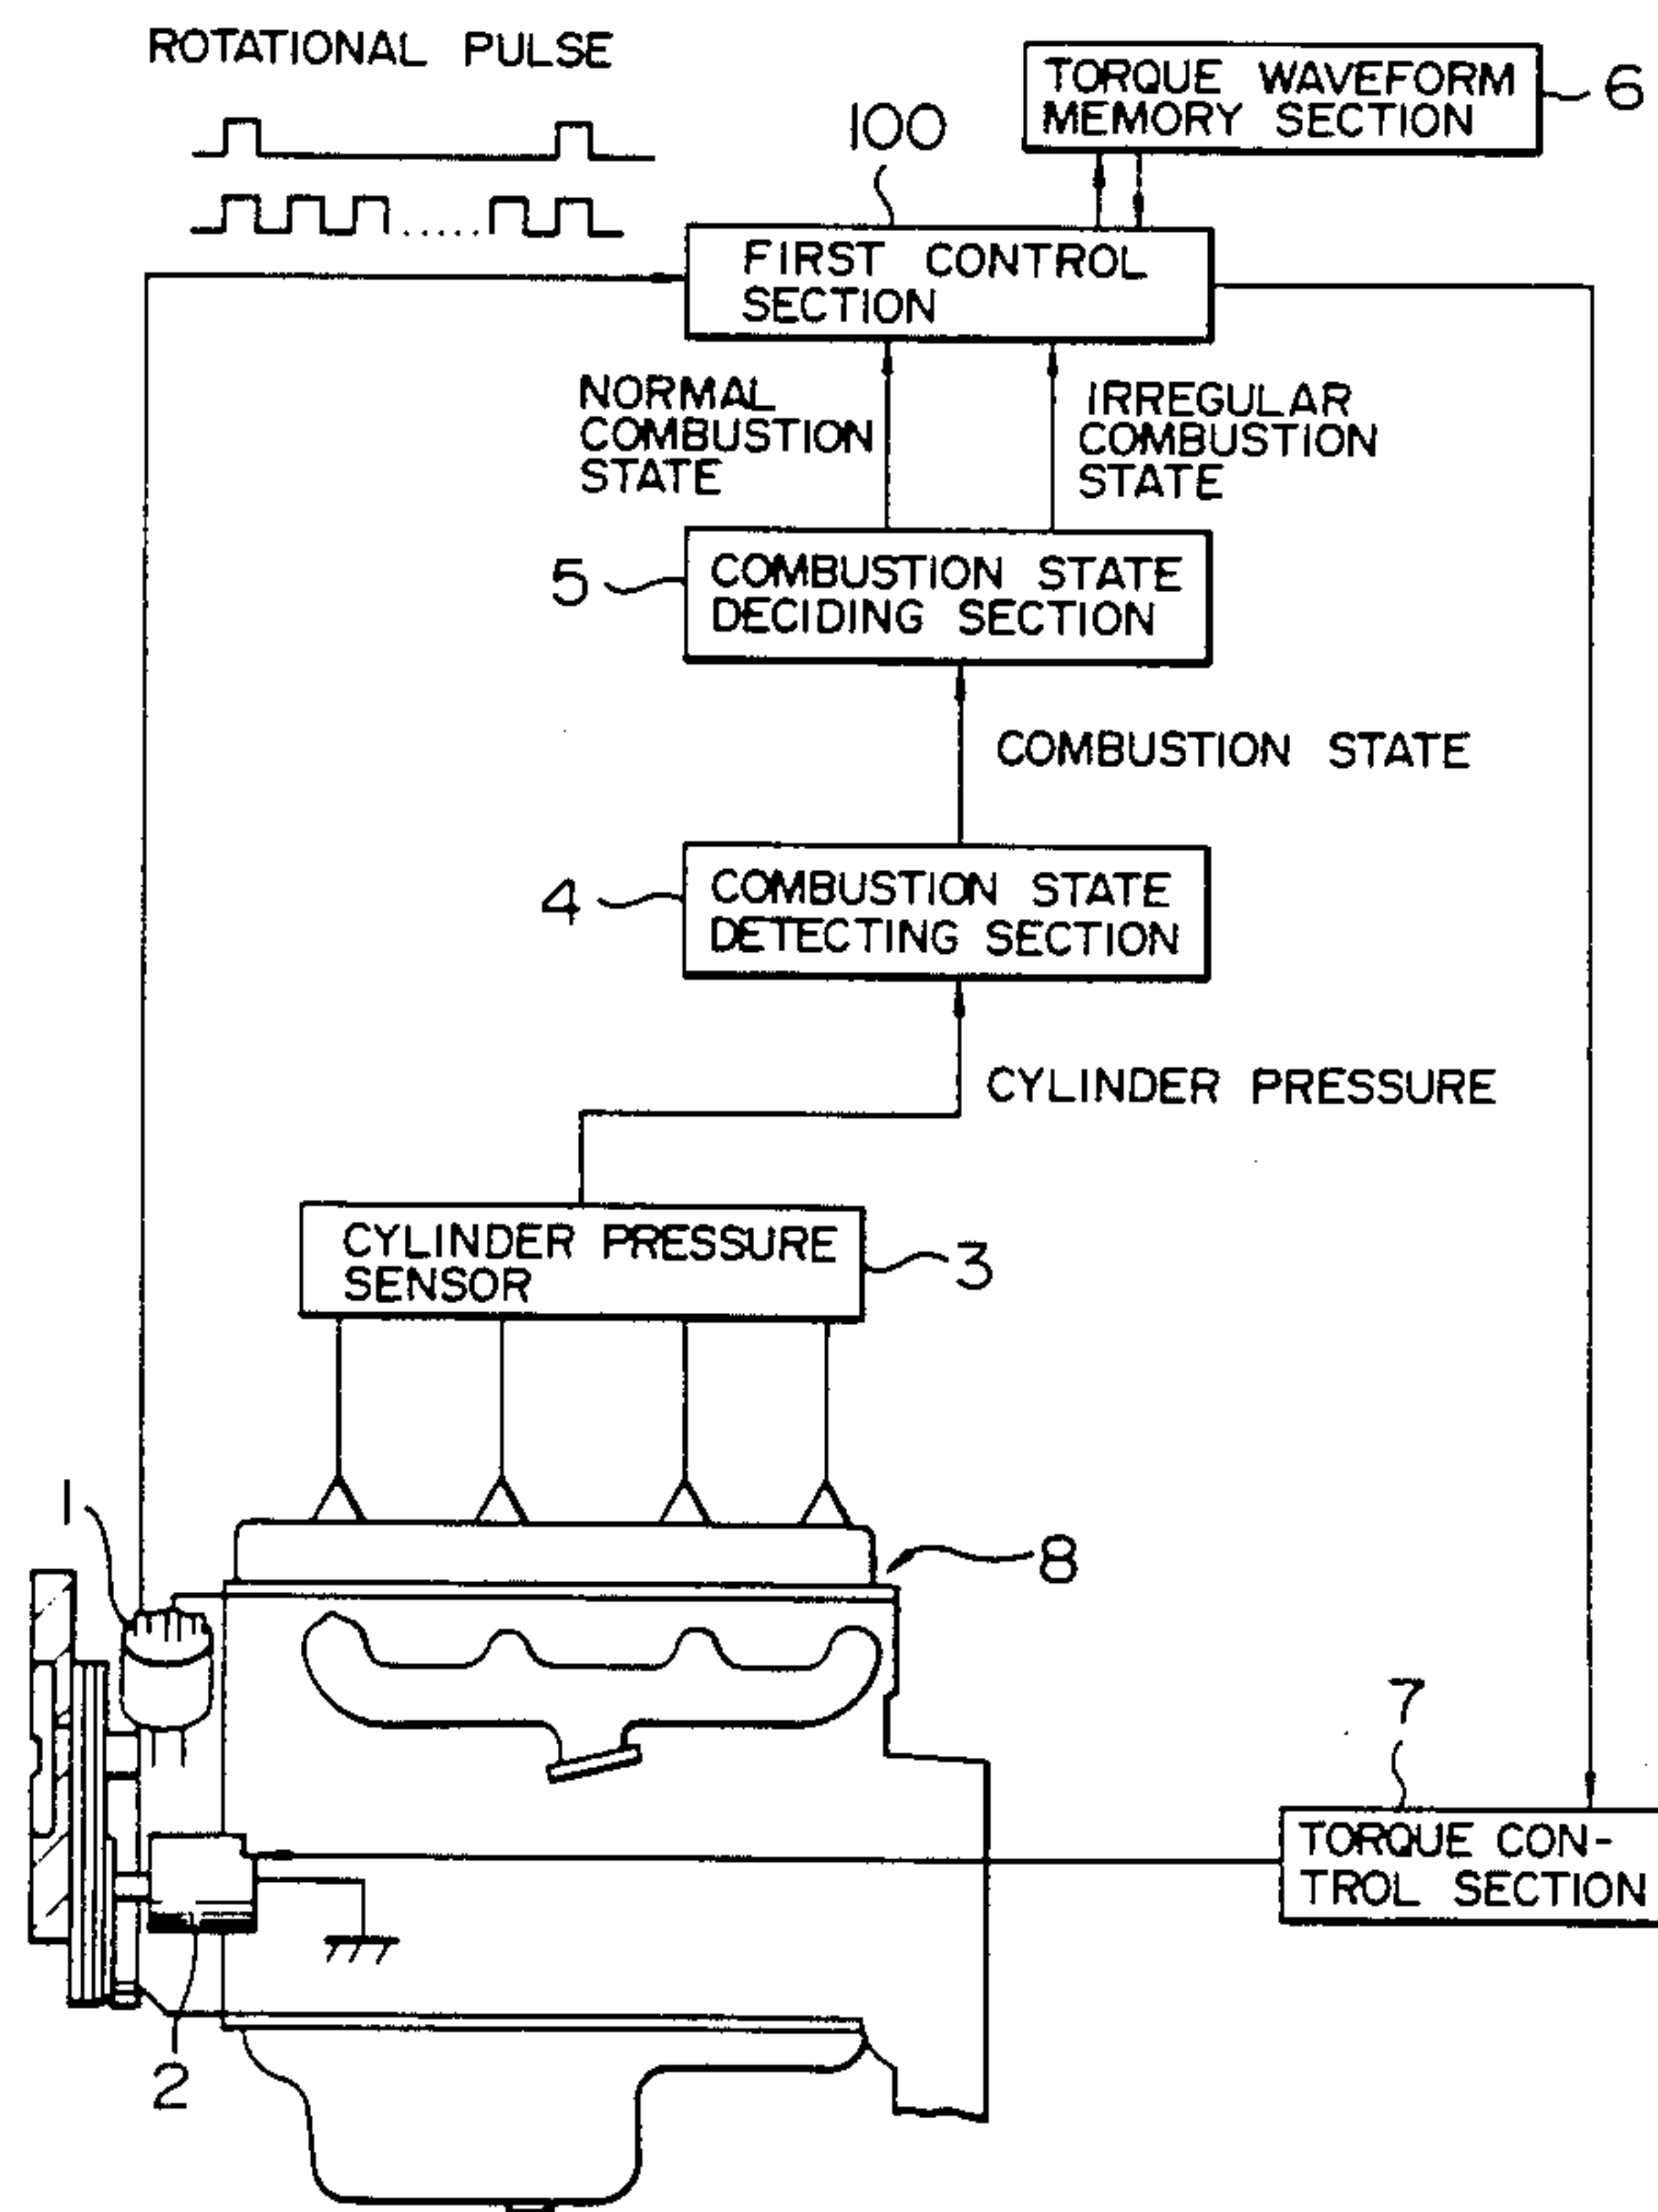 ROTATIONAL PULSE
TORQUE WAVEFORM
MEMORY SECTION
6
100
FIRST CONTROL
SECTION
NORMAL
COMBUSTION
STATE
IRREGULAR
COMBUSTION
STATE
5
COMBUSTION STATE
DECIDING SECTION
COMBUSTION STATE
4
COMBUSTION STATE
DETECTING SECTION
CYLINDER PRESSURE
CYLINDER PRESSURE
SENSOR
3
1
8
7
TORQUE CON-
TROL SECTION
2